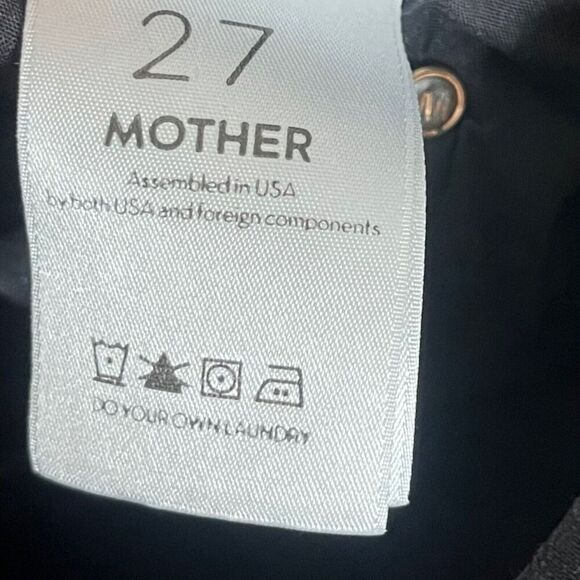 27
MOTHER
Assembled in USA
by both USA and foreign components
DO YOUR OWN LAUNDRY